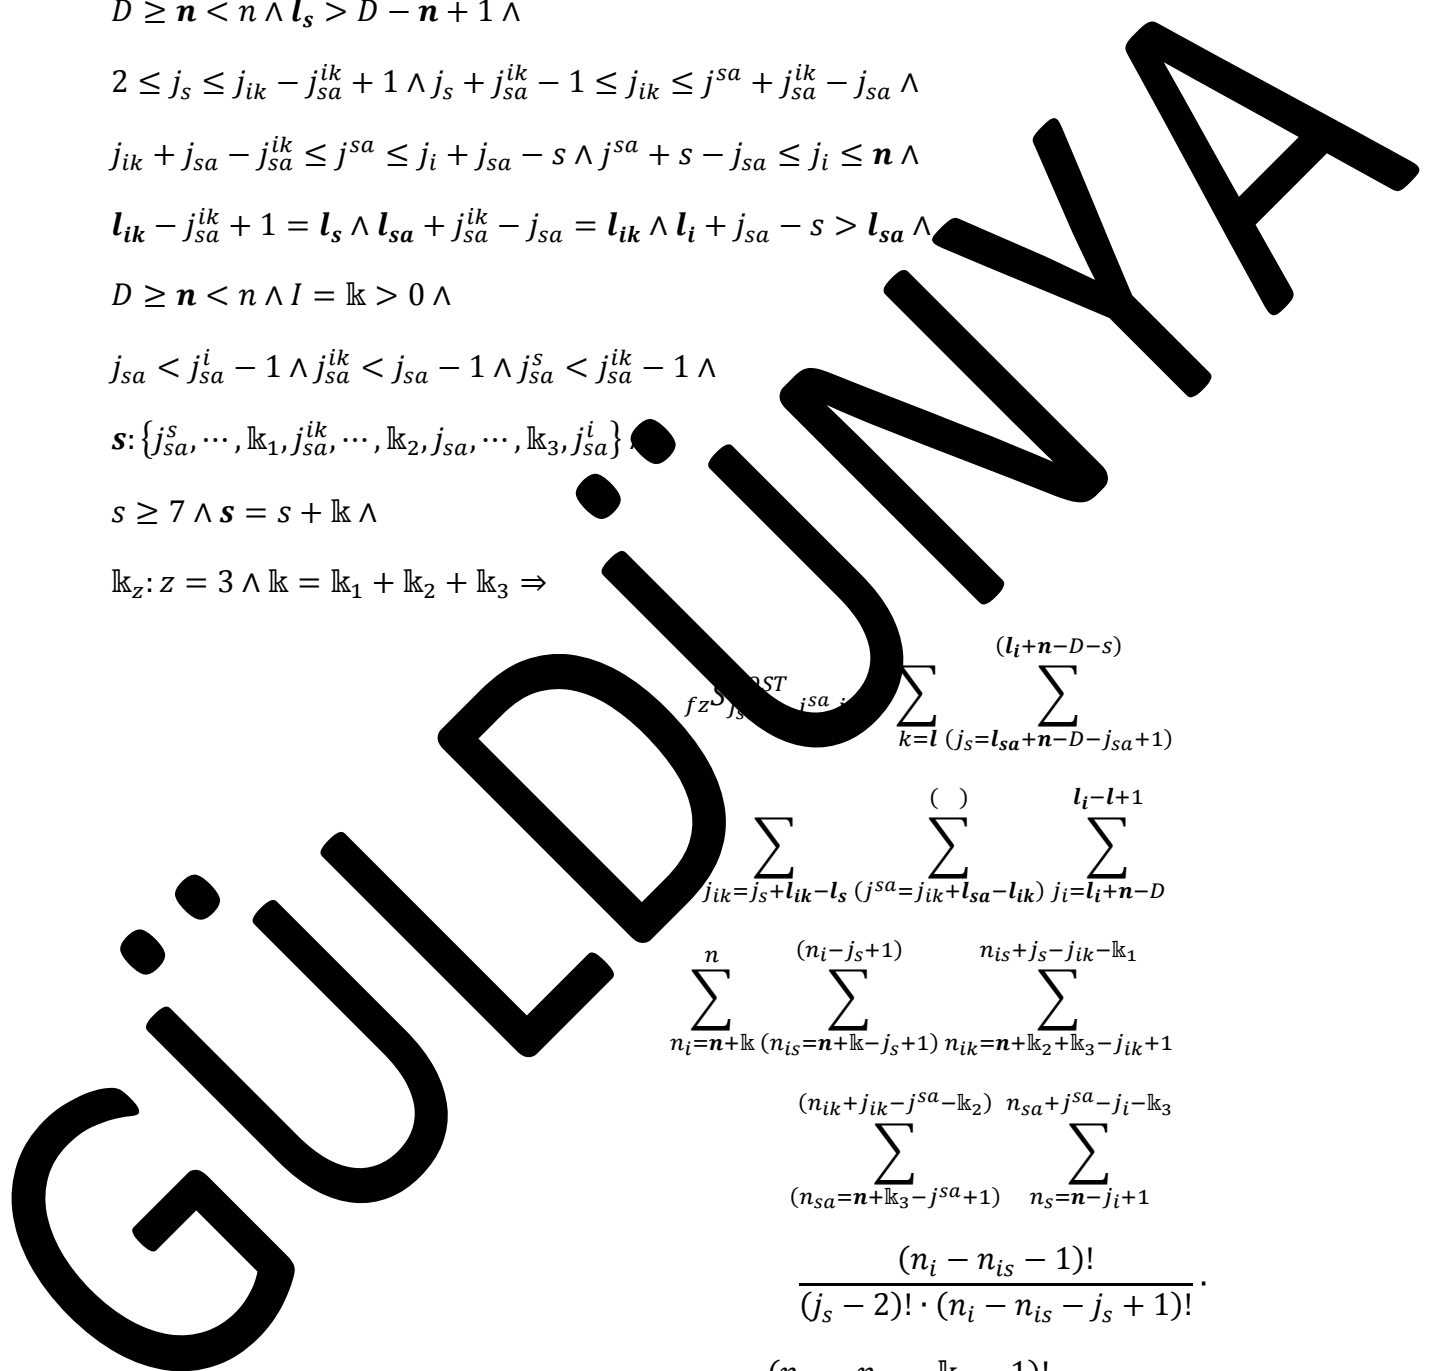 D ≥ 𝒏 < n ∧ 𝒍ₛ > D − 𝒏 + 1 ∧
2 ≤ j_s ≤ j_{ik} − j_{sa}^{ik} + 1 ∧ j_s + j_{sa}^{ik} − 1 ≤ j_{ik} ≤ j^{sa} + j_{sa}^{ik} − j_{sa} ∧
j_{ik} + j_{sa} − j_{sa}^{ik} ≤ j^{sa} ≤ j_i + j_{sa} − s ∧ j^{sa} + s − j_{sa} ≤ j_i ≤ 𝒏 ∧
𝒍_{ik} − j_{sa}^{ik} + 1 = 𝒍_s ∧ 𝒍_{sa} + j_{sa}^{ik} − j_{sa} = 𝒍_{ik} ∧ 𝒍_i + j_{sa} − s > 𝒍_{sa} ∧
D ≥ 𝒏 < n ∧ I = 𝕜 > 0 ∧
j_{sa} < j_{sa}^i − 1 ∧ j_{sa}^{ik} < j_{sa} − 1 ∧ j_{sa}^s < j_{sa}^{ik} − 1 ∧
𝒔: {j_{sa}^s, ⋯, 𝕜_1, j_{sa}^{ik}, ⋯, 𝕜_2, j_{sa}, ⋯, 𝕜_3, j_{sa}^i}
s ≥ 7 ∧ 𝒔 = s + 𝕜 ∧
𝕜_z: z = 3 ∧ 𝕜 = 𝕜_1 + 𝕜_2 + 𝕜_3 ⇒
∑_{k=𝒍} ∑_{(j_s=𝒍_{sa}+𝒏−D−j_{sa}+1)}^{(𝒍_i+𝒏−D−s)}
∑_{j_{ik}=j_s+𝒍_{ik}−𝒍_s} ∑_{(j^{sa}=j_{ik}+𝒍_{sa}−𝒍_{ik})}^{( )} ∑_{j_i=𝒍_i+𝒏−D}^{𝒍_i−𝒍+1}
∑_{n_i=𝒏+𝕜}^{n} ∑_{(n_{is}=𝒏+𝕜−j_s+1)}^{(n_i−j_s+1)} ∑_{n_{ik}=𝒏+𝕜_2+𝕜_3−j_{ik}+1}^{n_{is}+j_s−j_{ik}−𝕜_1}
∑_{(n_{sa}=𝒏+𝕜_3−j^{sa}+1)}^{(n_{ik}+j_{ik}−j^{sa}−𝕜_2)} ∑_{n_s=𝒏−j_i+1}^{n_{sa}+j^{sa}−j_i−𝕜_3}
(n_i − n_{is} − 1)!
(j_s − 2)! · (n_i − n_{is} − j_s + 1)! ·
GÜLDÜNYA